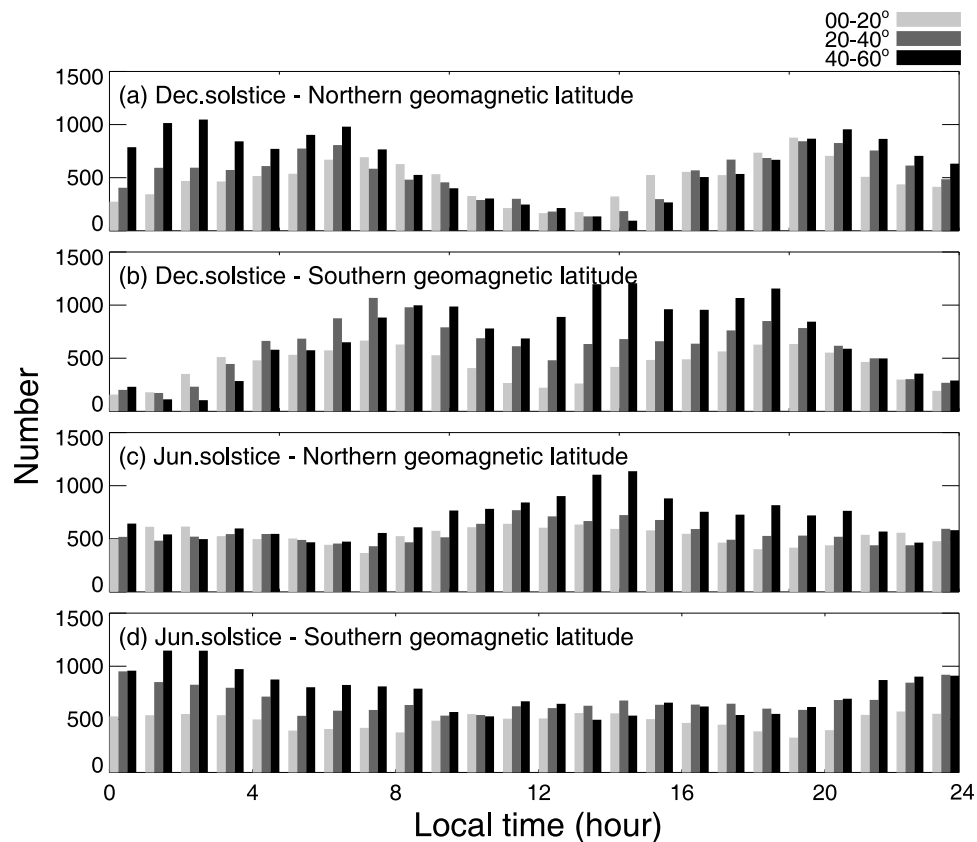 00-20°
20-40°
40-60°
1500
(a) Dec.solstice - Northern geomagnetic latitude
1000
500
0
1500
(b) Dec.solstice - Southern geomagnetic latitude
1000
500
0
Number
1500
(c) Jun.solstice - Northern geomagnetic latitude
1000
500
0
1500
(d) Jun.solstice - Southern geomagnetic latitude
1000
500
0
0 4 8 12 16 20 24
Local time (hour)